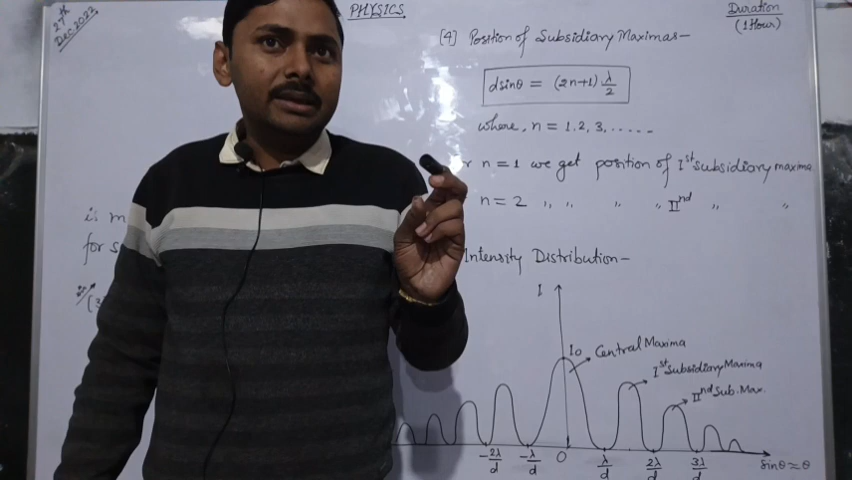 27th
Dec. 2022
PHYSICS
Duration
(1 Hour)
[4] Position of Subsidiary Maximas -
dsinθ = (2n+1) λ/2
where, n = 1, 2, 3, ......
r n = 1 we get position of Ist subsidiary maxima
n = 2 ,, ,, ,, ,, IInd ,, ,,
Intensity Distribution -
is m
for s
I
I0
Central Maxima
Ist Subsidiary Maxima
IInd Sub. Max.
-2λ/d -λ/d 0 λ/d 2λ/d 3λ/d
sinθ ≈ θ